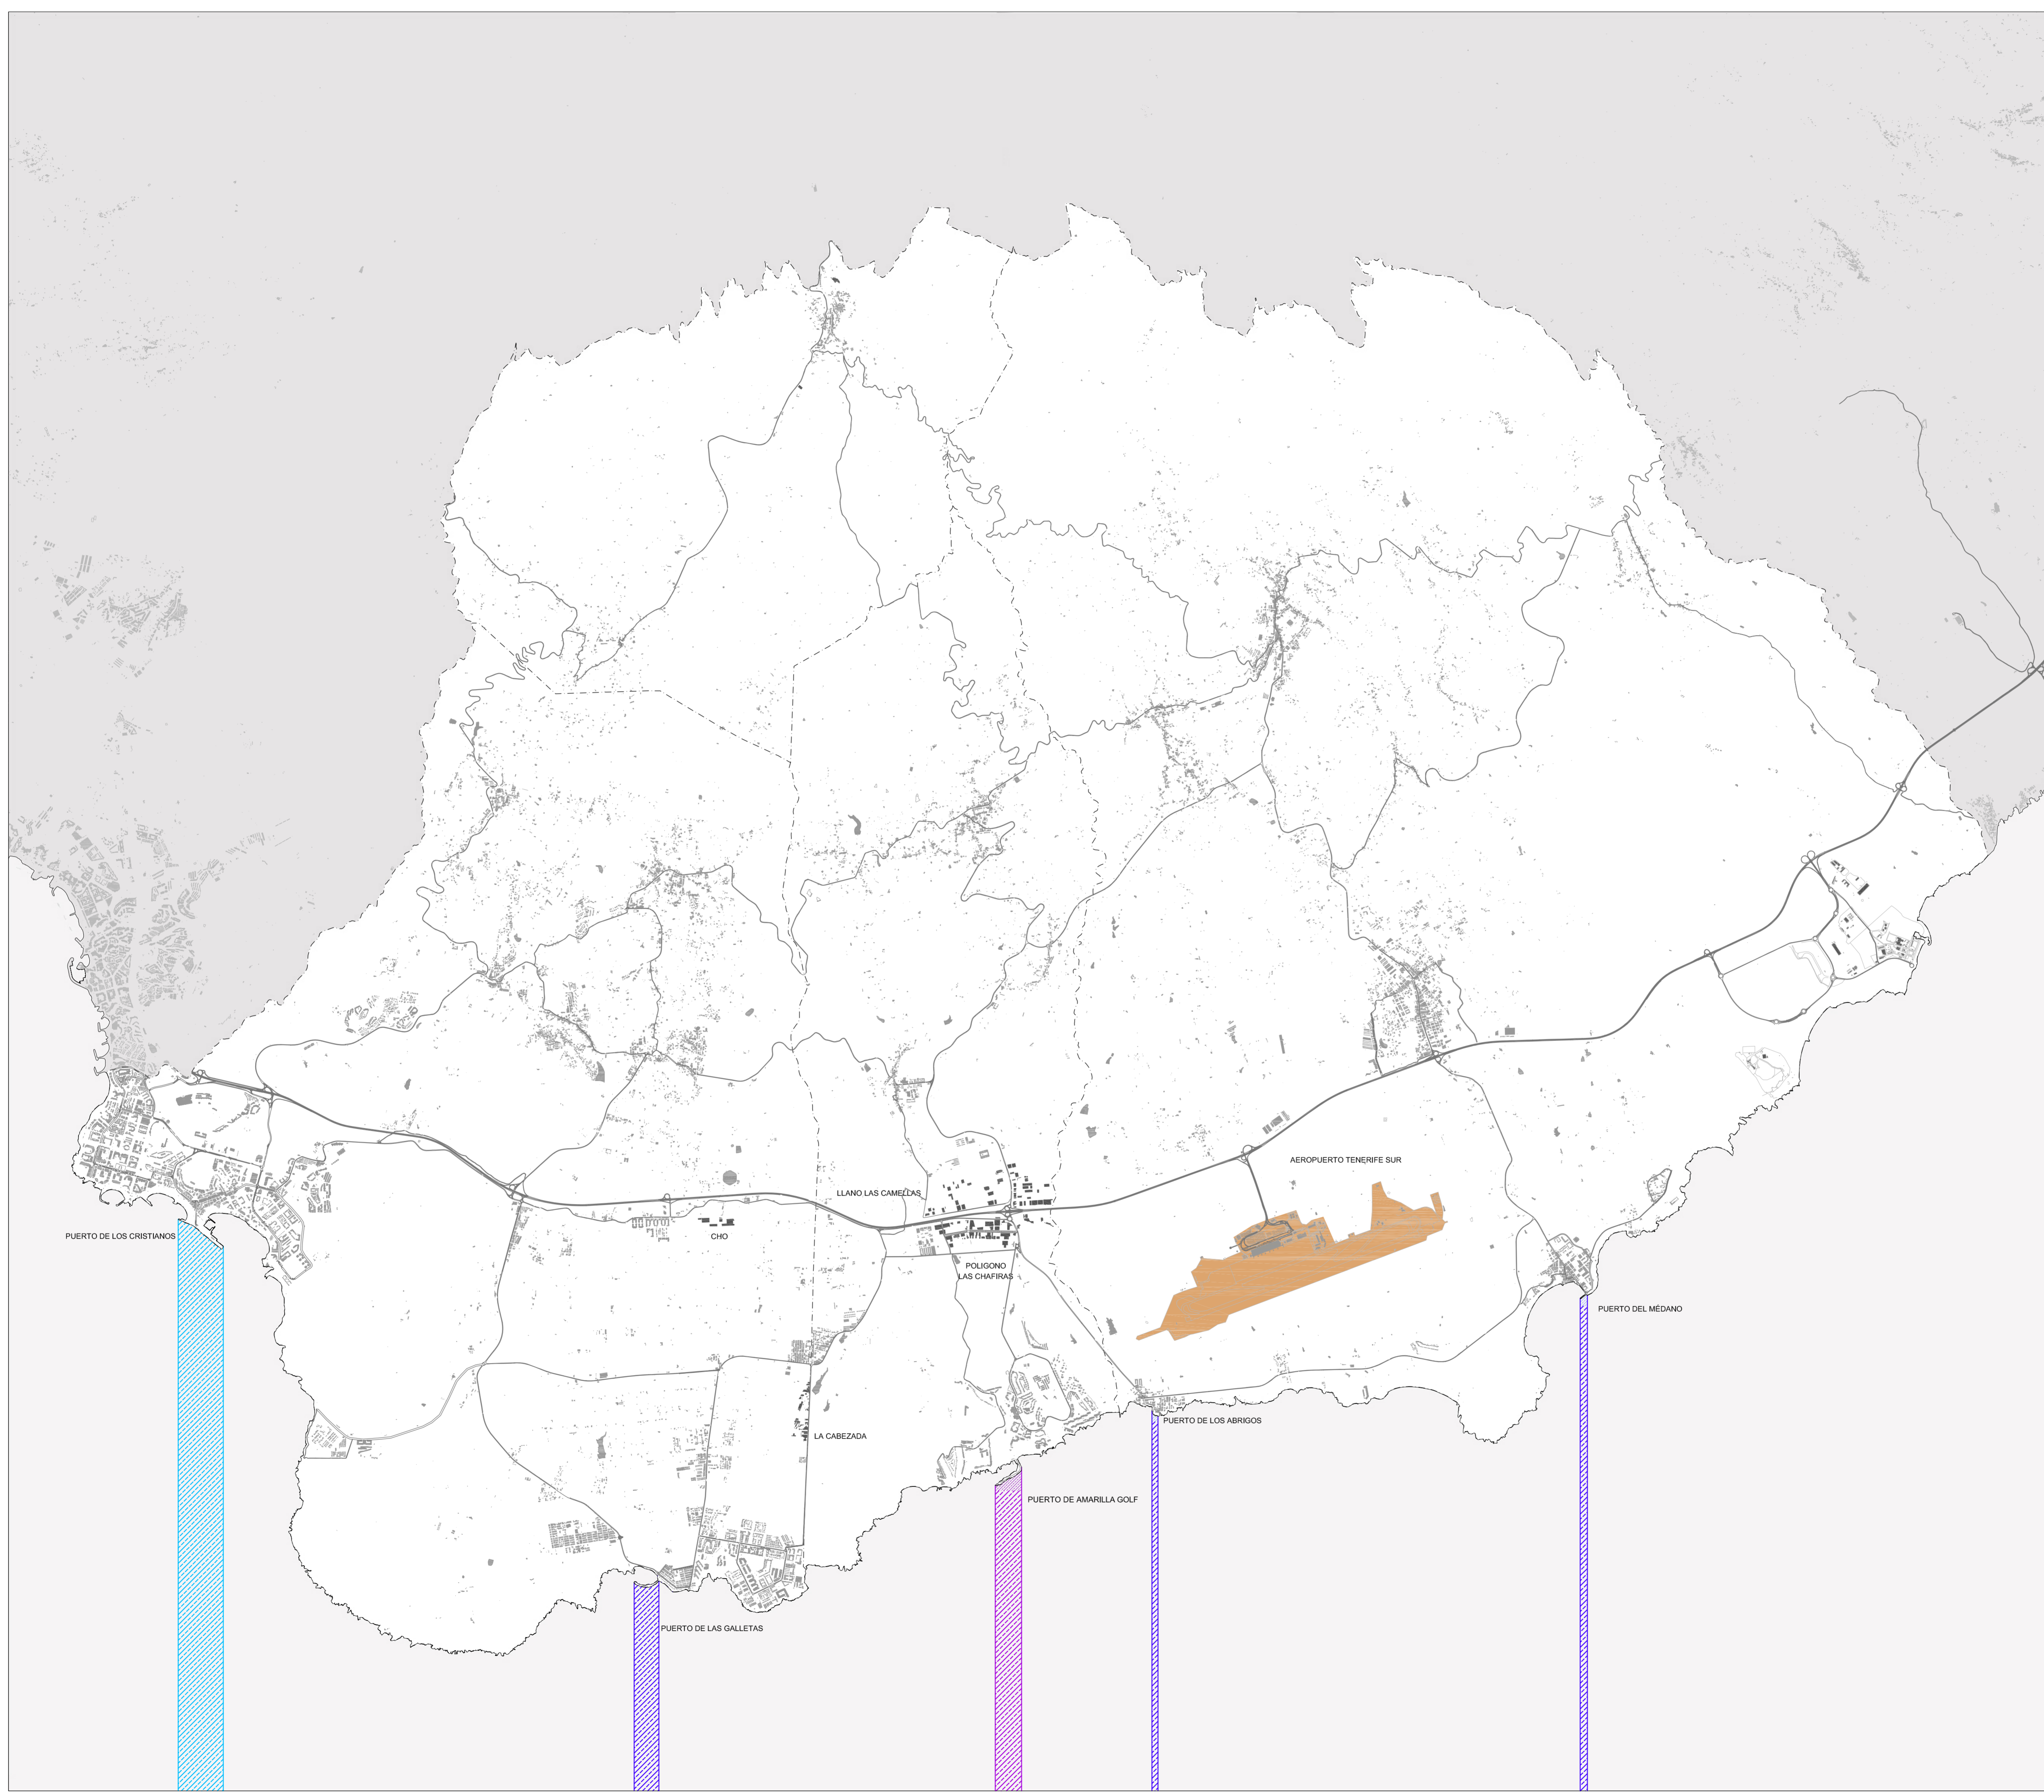 AEROPUERTO TENERIFE SUR
LLANO LAS CAMELLAS
PUERTO DE LOS CRISTIANOS
CHO
POLIGONO
LAS CHAFIRAS
PUERTO DEL MÉDANO
PUERTO DE LOS ABRIGOS
LA CABEZADA
PUERTO DE AMARILLA GOLF
PUERTO DE LAS GALLETAS